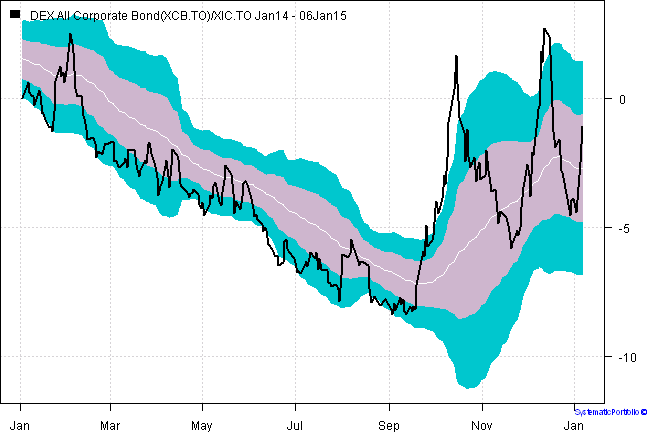 DEX All Corporate Bond(XCB.TO)/XIC.TO Jan14 - 06Jan15
0
-5
-10
Jan Mar May Jul Sep Nov Jan
SystematicPortfolio ©